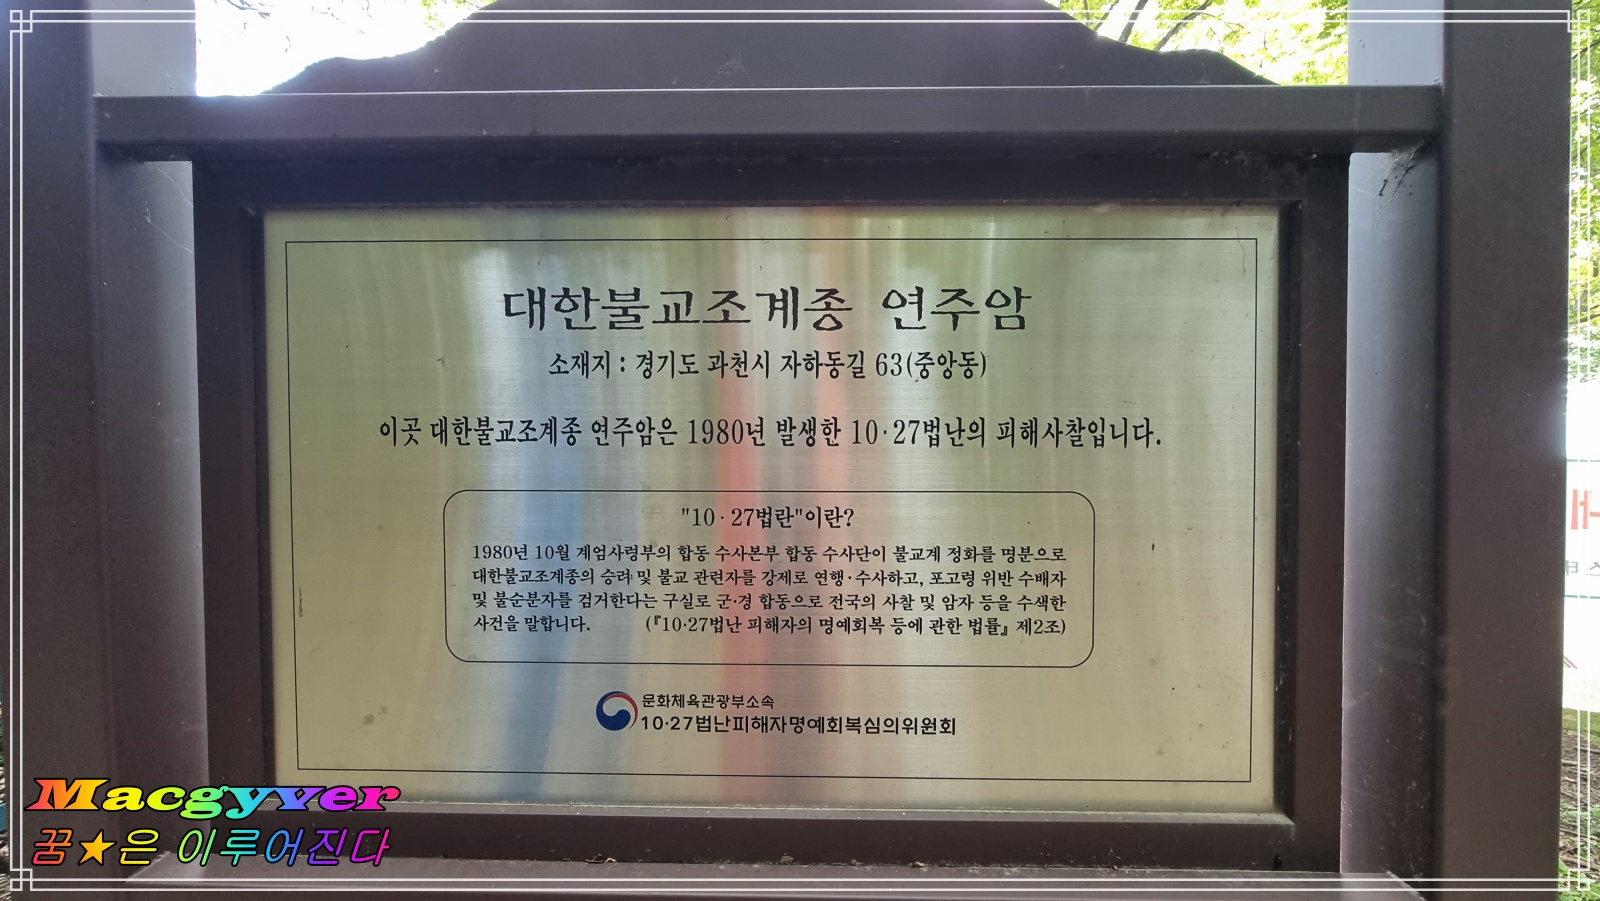 대한불교조계종 연주암
소재지 : 경기도 과천시 자하동길 63(중앙동)
이곳 대한불교조계종 연주암은 1980년 발생한 10·27법난의 피해사찰입니다.
"10·27법란"이란?
1980년 10월 계엄사령부의 합동 수사본부 합동 수사단이 불교계 정화를 명분으로
대한불교조계종의 승려 및 불교 관련자를 강제로 연행·수사하고, 포고령 위반 수배자
및 불순분자를 검거한다는 구실로 군·경 합동으로 전국의 사찰 및 암자 등을 수색한
사건을 말합니다. (『10·27법난 피해자의 명예회복 등에 관한 법률』 제2조)
문화체육관광부소속
10·27법난피해자명예회복심의위원회
Macgyver
꿈★은 이루어진다